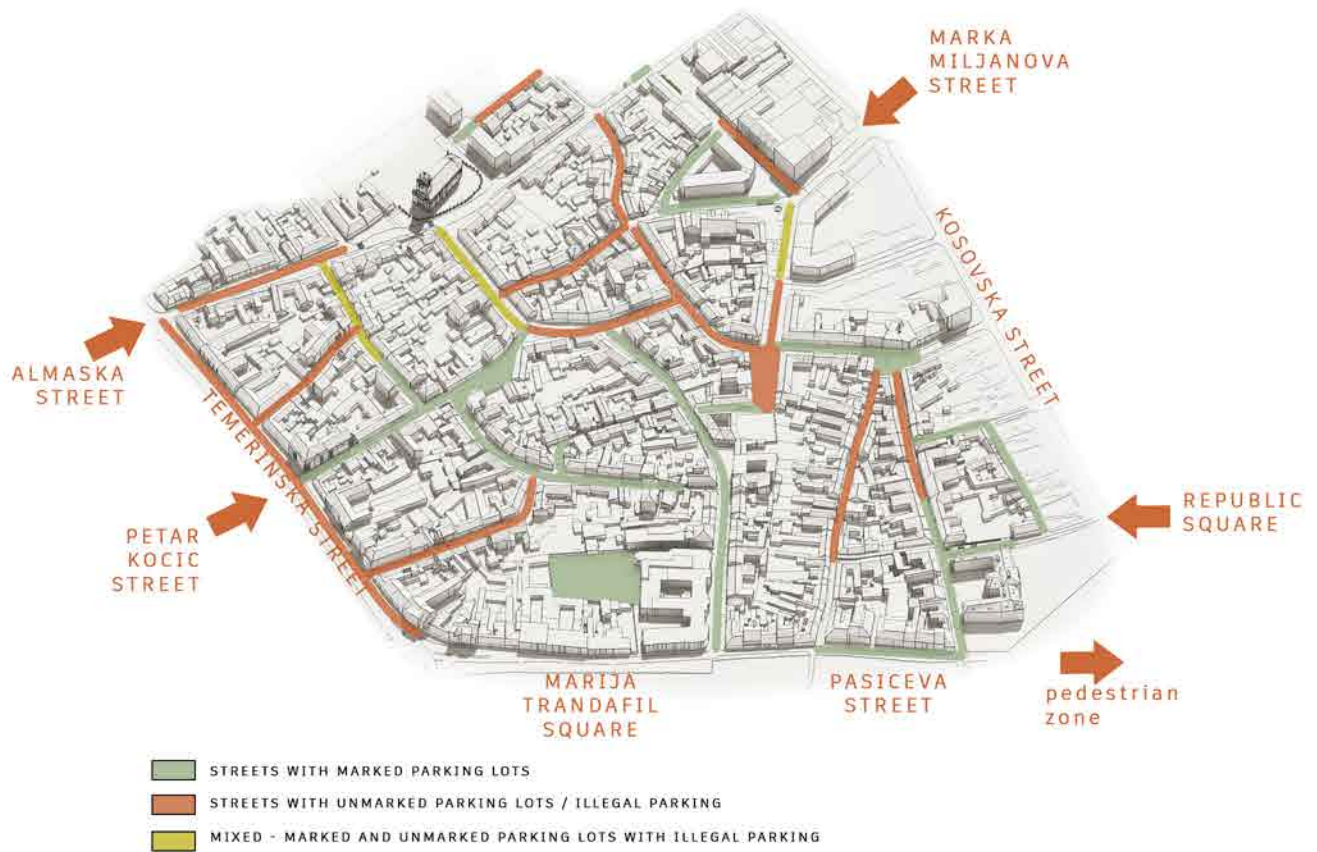 MARKA
MILJANOVA
STREET
KOSOVSKA STREET
ALMASKA
STREET
TEMERINSKA STREET
PETAR
KOCIC
STREET
REPUBLIC
SQUARE
MARIJA
TRANDAFIL
SQUARE
PASICEVA
STREET
pedestrian
zone
STREETS WITH MARKED PARKING LOTS
STREETS WITH UNMARKED PARKING LOTS / ILLEGAL PARKING
MIXED - MARKED AND UNMARKED PARKING LOTS WITH ILLEGAL PARKING